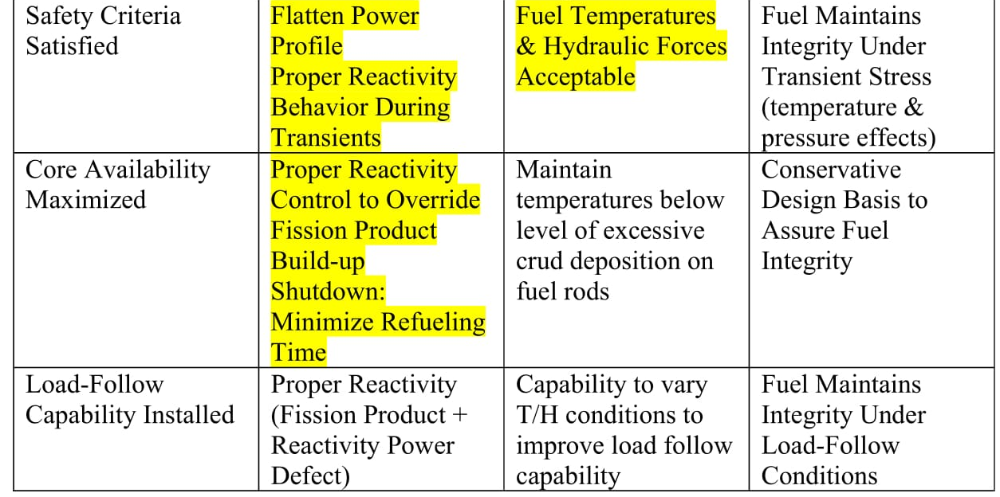 Safety Criteria
Satisfied
Flatten Power
Profile
Proper Reactivity
Behavior During
Transients
Fuel Temperatures
& Hydraulic Forces
Acceptable
Fuel Maintains
Integrity Under
Transient Stress
(temperature &
pressure effects)
Core Availability
Maximized
Proper Reactivity
Control to Override
Fission Product
Build-up
Shutdown:
Minimize Refueling
Time
Maintain
temperatures below
level of excessive
crud deposition on
fuel rods
Conservative
Design Basis to
Assure Fuel
Integrity
Load-Follow
Capability Installed
Proper Reactivity
(Fission Product +
Reactivity Power
Defect)
Capability to vary
T/H conditions to
improve load follow
capability
Fuel Maintains
Integrity Under
Load-Follow
Conditions